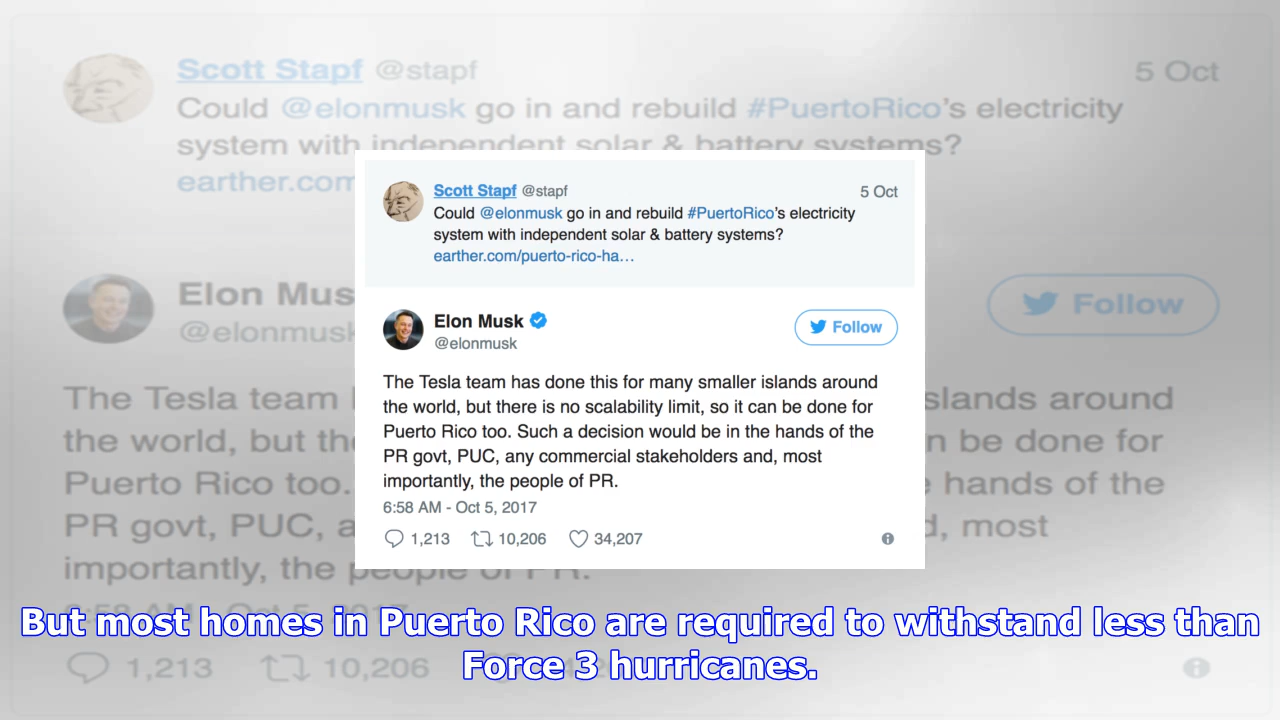 Scott Stapf @stapf 5 Oct
Could @elonmusk go in and rebuild #PuertoRico's electricity
system with independent solar & battery systems?
earther.com
Elon Mus
@elonmusk
Follow
The Tesla team
slands around
the world, but the
n be done for
Puerto Rico too.
e hands of the
PR govt, PUC, a
d, most
importantly, the people of PR.
1,213 10,206
Scott Stapf @stapf 5 Oct
Could @elonmusk go in and rebuild #PuertoRico's electricity
system with independent solar & battery systems?
earther.com/puerto-rico-ha…
Elon Musk
@elonmusk
Follow
The Tesla team has done this for many smaller islands around
the world, but there is no scalability limit, so it can be done for
Puerto Rico too. Such a decision would be in the hands of the
PR govt, PUC, any commercial stakeholders and, most
importantly, the people of PR.
6:58 AM - Oct 5, 2017
1,213 10,206 34,207
But most homes in Puerto Rico are required to withstand less than
Force 3 hurricanes.